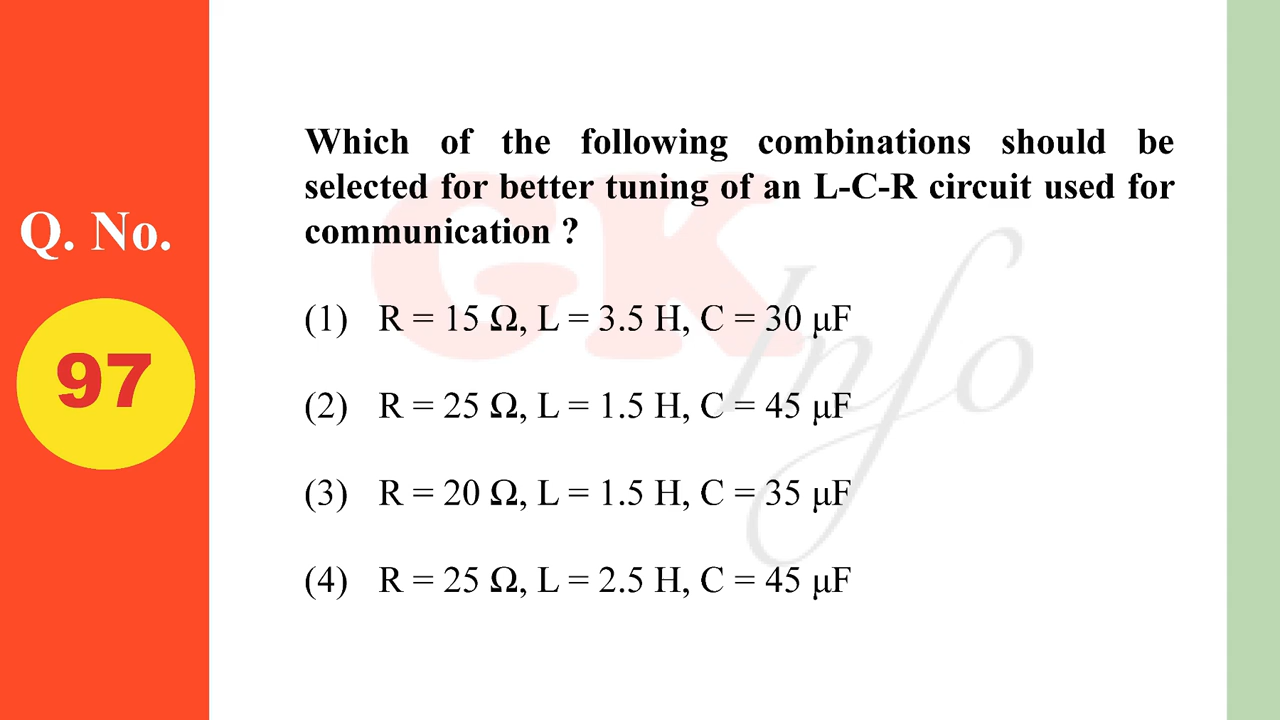 Q. No.
97
Which of the following combinations should be
selected for better tuning of an L-C-R circuit used for
communication ?
(1) R = 15 Ω, L = 3.5 H, C = 30 μF
(2) R = 25 Ω, L = 1.5 H, C = 45 μF
(3) R = 20 Ω, L = 1.5 H, C = 35 μF
(4) R = 25 Ω, L = 2.5 H, C = 45 μF
GK
Info